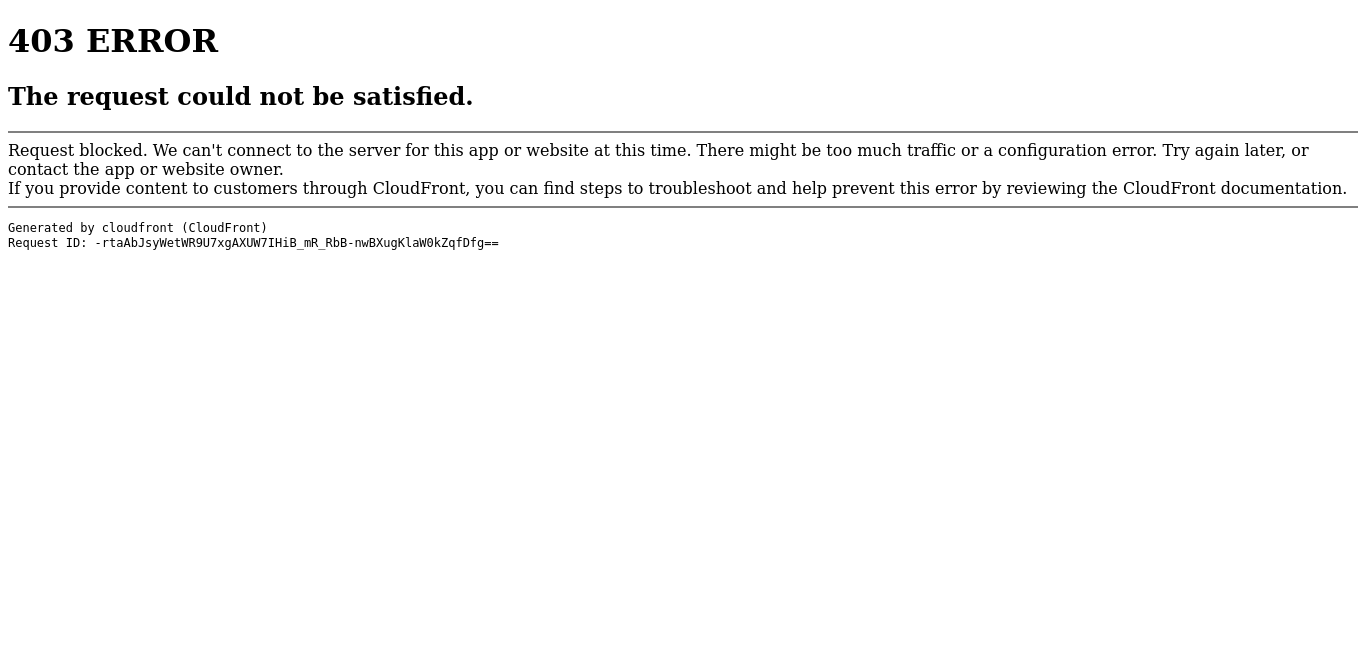 403 ERROR
The request could not be satisfied.
Request blocked. We can't connect to the server for this app or website at this time. There might be too much traffic or a configuration error. Try again later, or
contact the app or website owner.
If you provide content to customers through CloudFront, you can find steps to troubleshoot and help prevent this error by reviewing the CloudFront documentation.
Generated by cloudfront (CloudFront)
Request ID: -rtaAbJsyWetWR9U7xgAXUW7IHiB_mR_RbB-nwBXugKlaW0kZqfDfg==